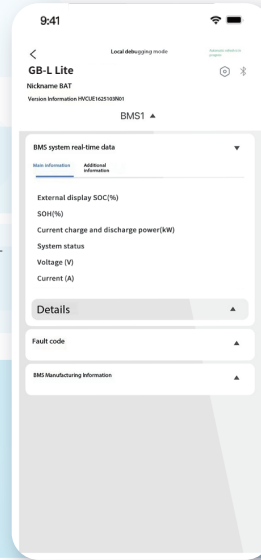 9:41
Local debugging mode
GB-L Lite
Nickname BAT
Version Information HVCUE1625103N01
BMS1 ▲
BMS system real-time data ▼
Main information Additional information
External display SOC(%)
SOH(%)
Current charge and discharge power(kW)
System status
Voltage (V)
Current (A)
Details ▲
Fault code ▲
BMS Manufacturing Information ▲